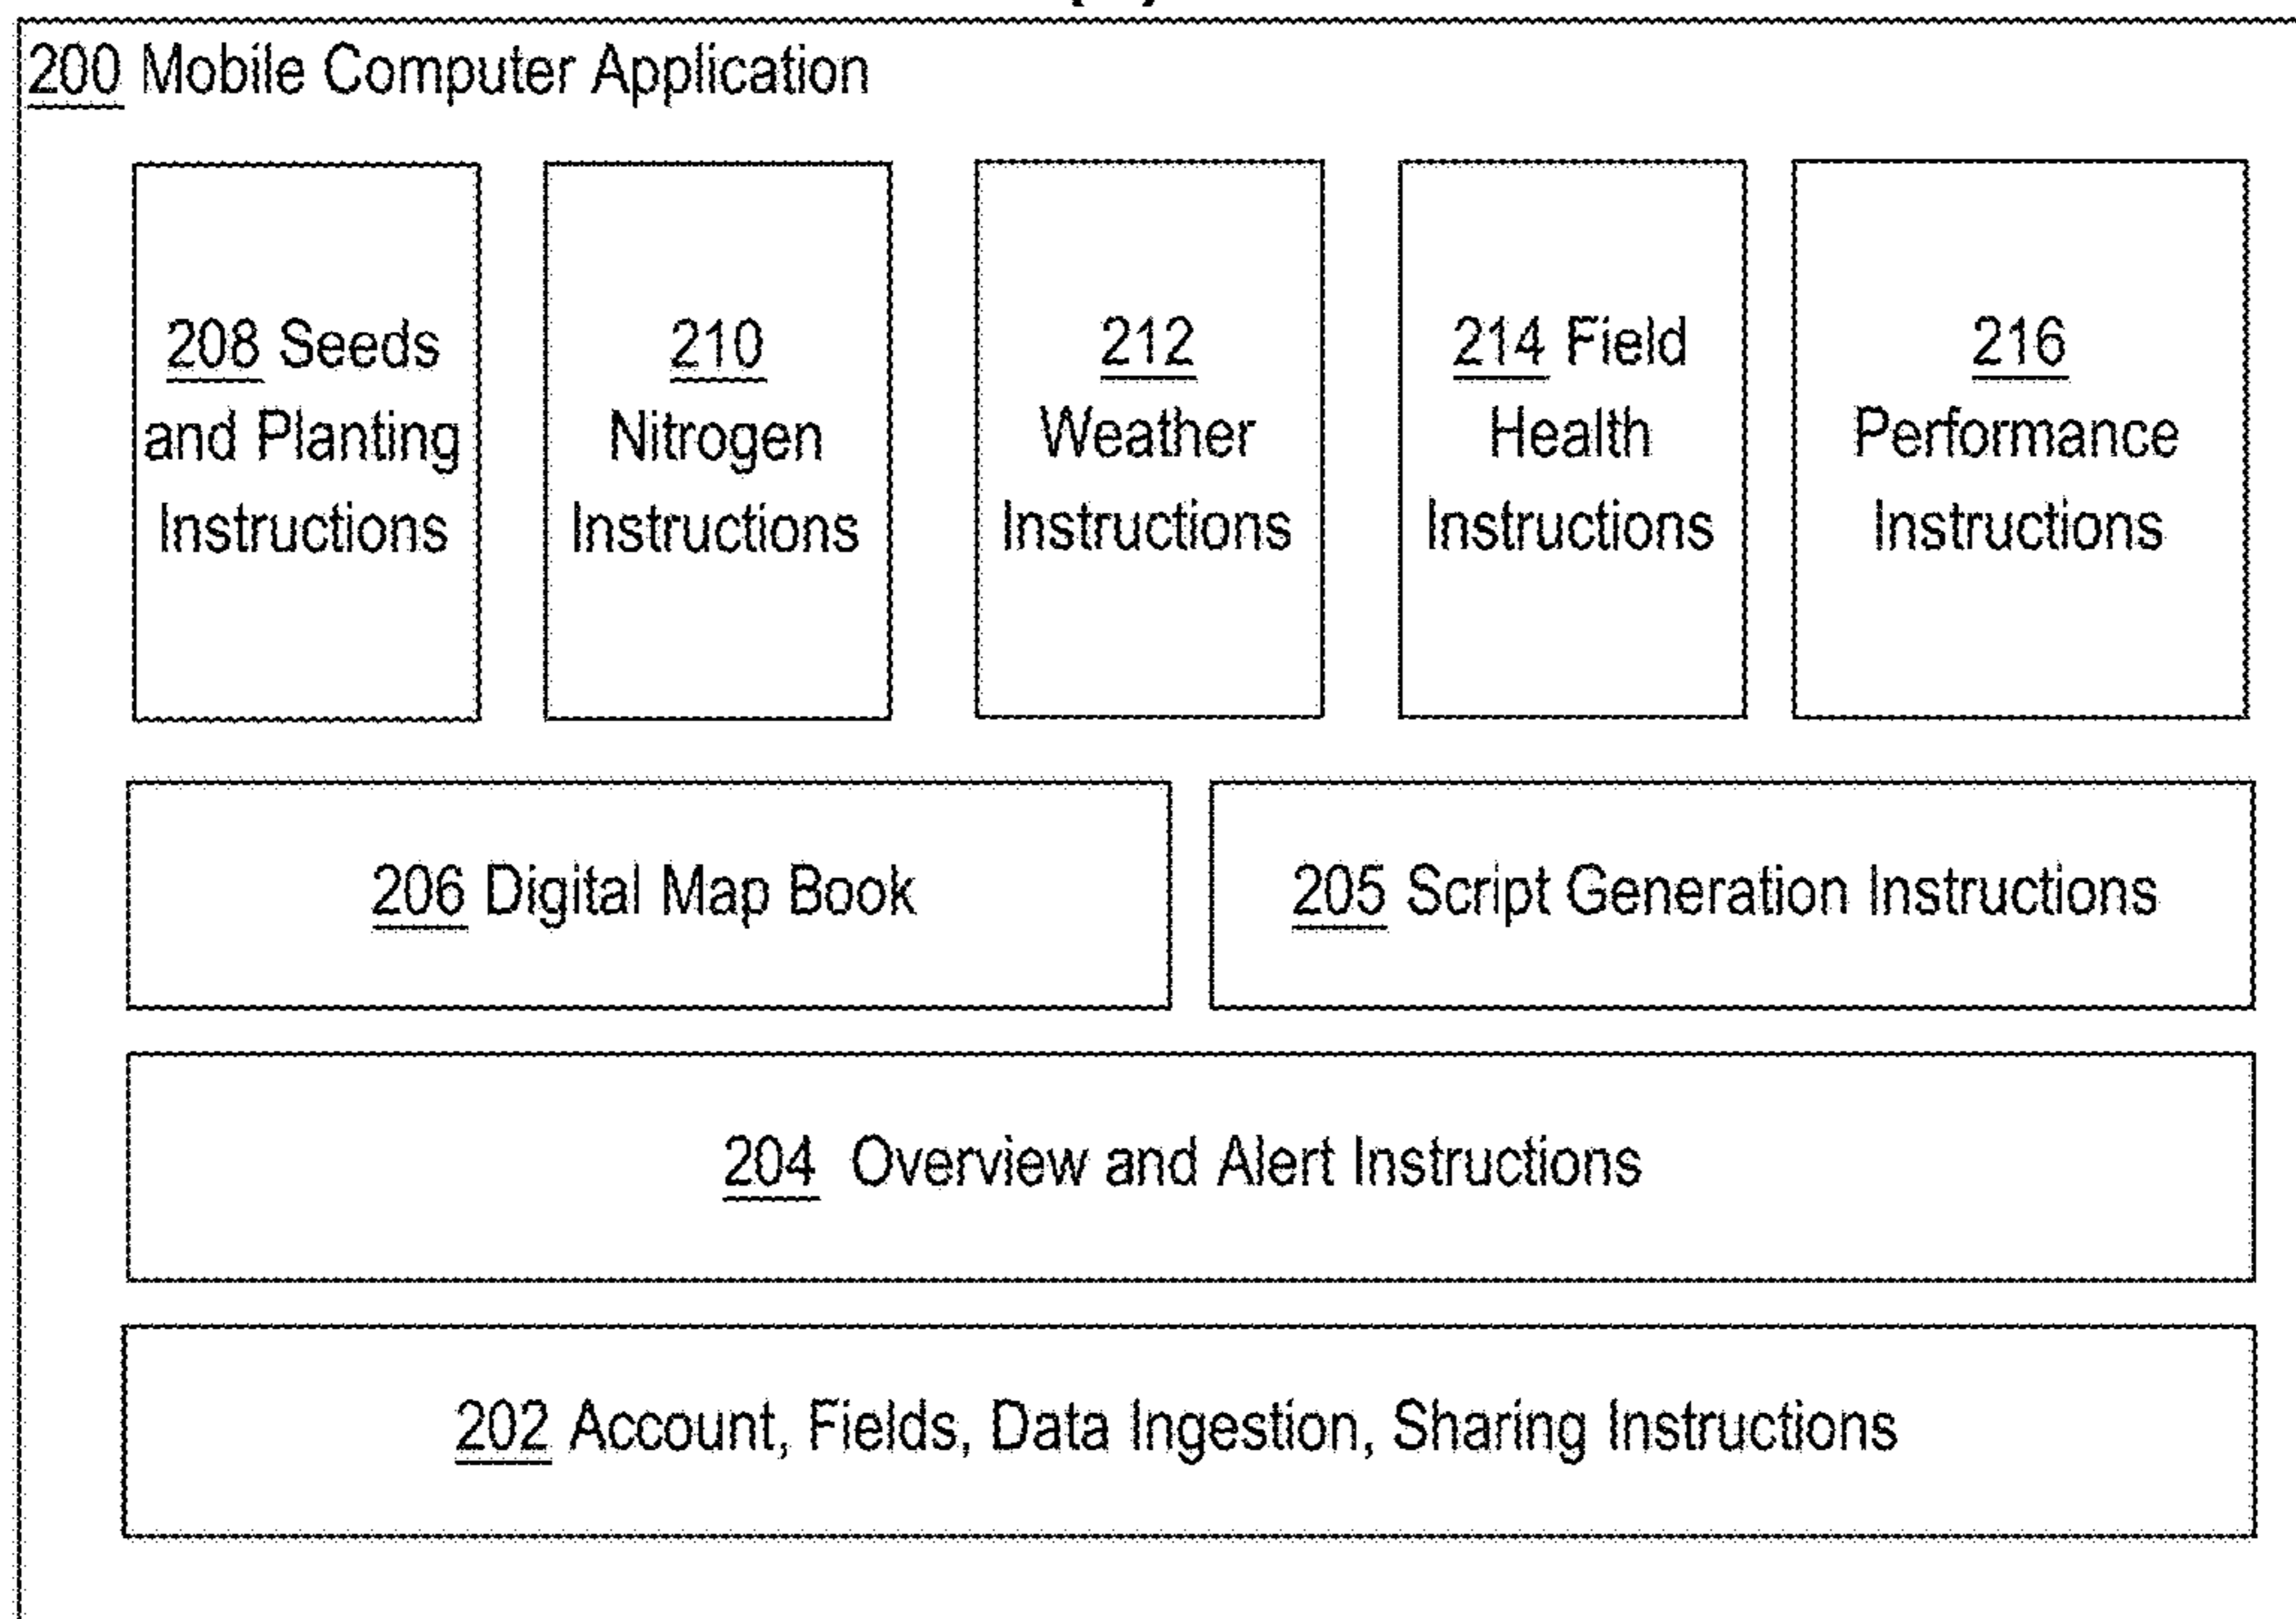 200 Mobile Computer Application
208 Seeds
and Planting
Instructions
210
Nitrogen
Instructions
212
Weather
Instructions
214 Field
Health
Instructions
216
Performance
Instructions
206 Digital Map Book
205 Script Generation Instructions
204 Overview and Alert Instructions
202 Account, Fields, Data Ingestion, Sharing Instructions